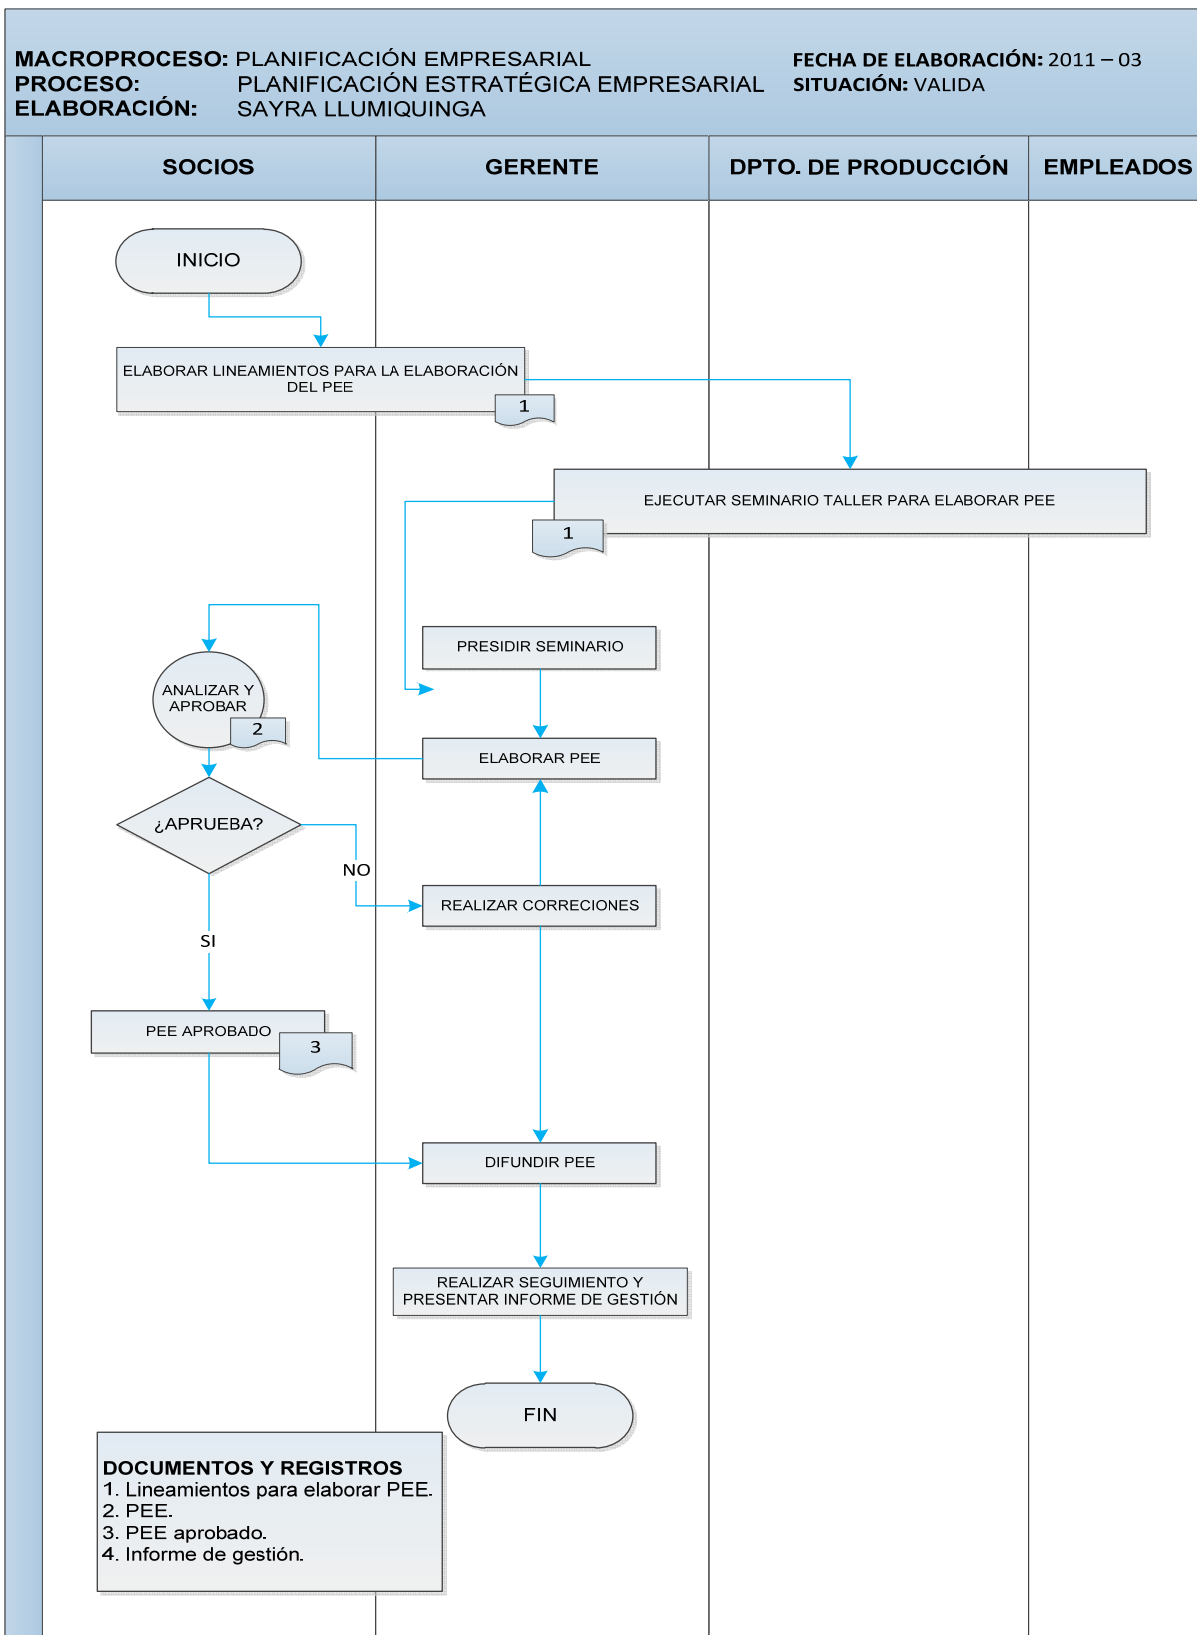 MACROPROCESO: PLANIFICACIÓN EMPRESARIAL
PROCESO: PLANIFICACIÓN ESTRATÉGICA EMPRESARIAL
ELABORACIÓN: SAYRA LLUMIQUINGA
FECHA DE ELABORACIÓN: 2011 – 03
SITUACIÓN: VALIDA
SOCIOS
GERENTE
DPTO. DE PRODUCCIÓN
EMPLEADOS
INICIO
ELABORAR LINEAMIENTOS PARA LA ELABORACIÓN
DEL PEE
1
EJECUTAR SEMINARIO TALLER PARA ELABORAR PEE
1
PRESIDIR SEMINARIO
ANALIZAR Y
APROBAR
2
ELABORAR PEE
¿APRUEBA?
NO
REALIZAR CORRECIONES
SI
PEE APROBADO
3
DIFUNDIR PEE
REALIZAR SEGUIMIENTO Y
PRESENTAR INFORME DE GESTIÓN
FIN
DOCUMENTOS Y REGISTROS
1. Lineamientos para elaborar PEE.
2. PEE.
3. PEE aprobado.
4. Informe de gestión.